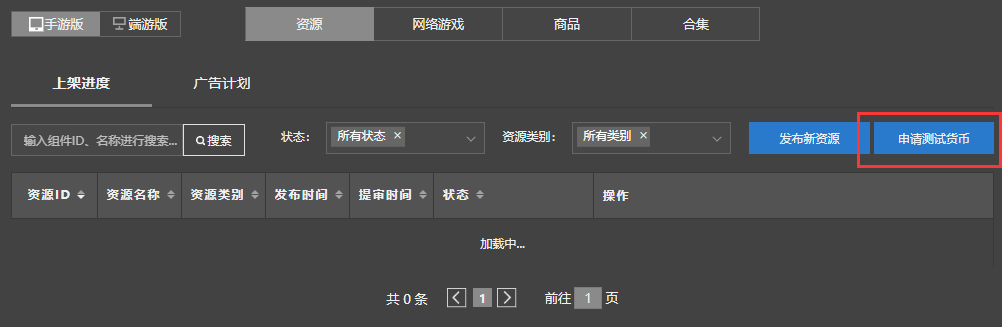 手游版 端游版 资源 网络游戏 商品 合集
上架进度 广告计划
输入组件ID、名称进行搜索... 搜索 状态: 所有状态 × 资源类别: 所有类别 × 发布新资源 申请测试货币
资源ID 资源名称 资源类别 发布时间 提审时间 状态 操作
加载中...
共 0 条 < 1 > 前往 1 页